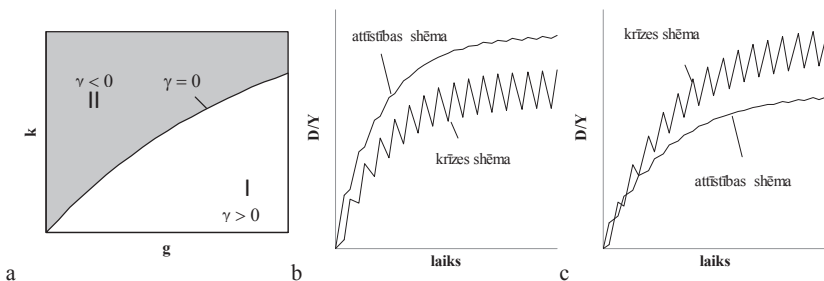 k
γ < 0
II
γ = 0
I
γ > 0
g
a
D/Y
attīstības shēma
krīzes shēma
laiks
b
D/Y
krīzes shēma
attīstības shēma
laiks
c